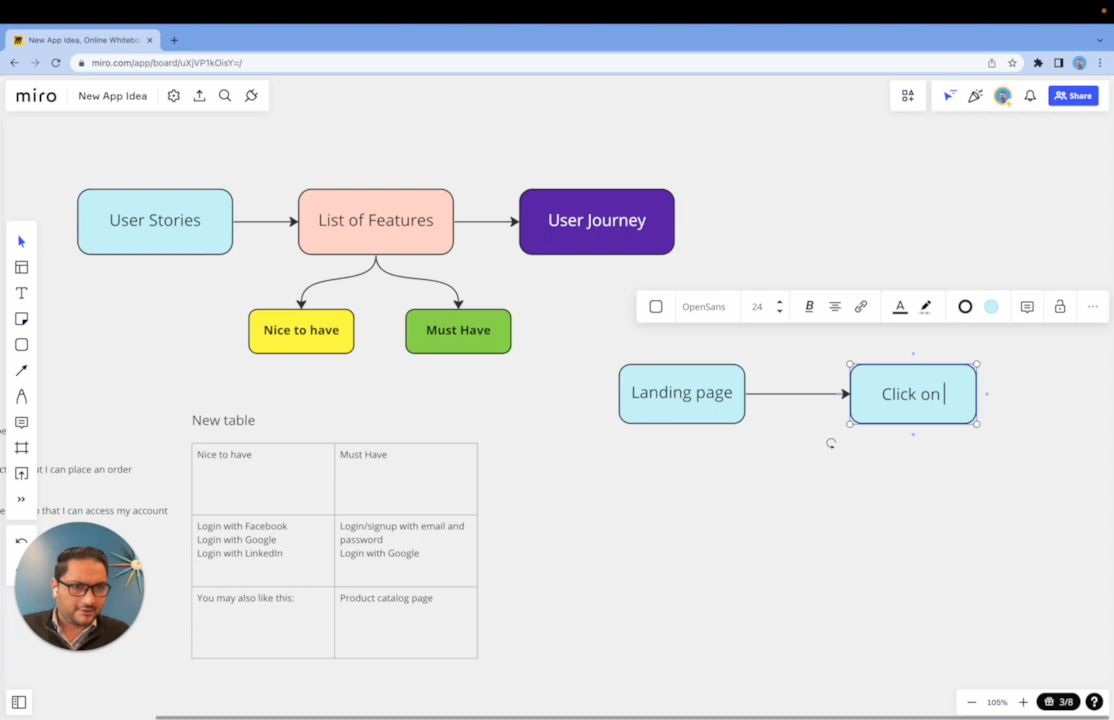 New App Idea, Online Whitebo
miro.com/app/board/uXjVP1kOisY=/
miro
New App Idea
Share
User Stories
List of Features
User Journey
Nice to have
Must Have
OpenSans
24
B
A
Landing page
Click on
New table
Nice to have
Must Have
t I can place an order
that I can access my account
Login with Facebook
Login with Google
Login with LinkedIn
Login/signup with email and
password
Login with Google
You may also like this:
Product catalog page
105%
3/8